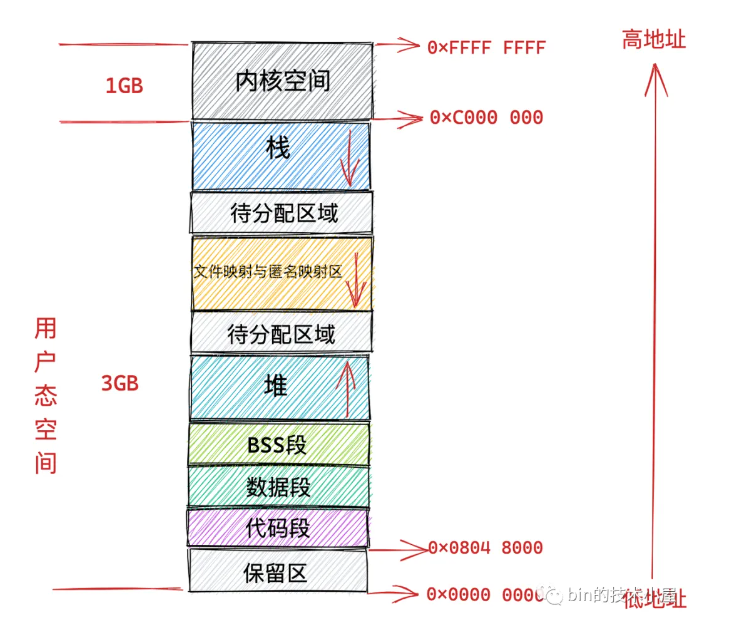 高地址
0×FFFF FFFF
内核空间
1GB
0×C000 000
栈
待分配区域
文件映射与匿名映射区
待分配区域
用户态空间
3GB
堆
BSS段
数据段
代码段
0×0804 8000
保留区
0×0000 000
bin的技术小屋
低地址